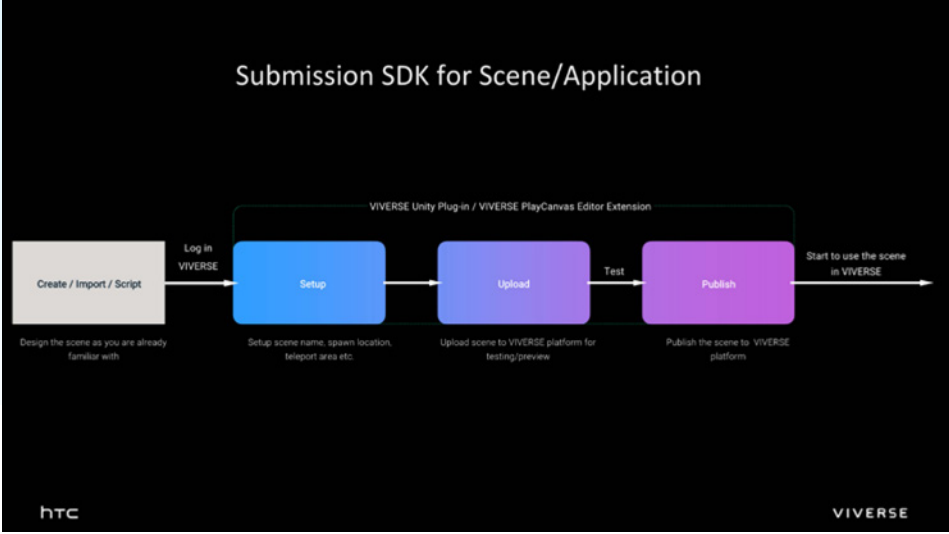 Submission SDK for Scene/Application
VIVERSE Unity Plug-in / VIVERSE PlayCanvas Editor Extension
Create / Import / Script
Design the scene as you are already
familiar with
Log in
VIVERSE
Setup
Setup scene name, spawn location,
teleport area etc.
Upload
Upload scene to VIVERSE platform for
testing/preview
Test
Publish
Publish the scene to VIVERSE
platform
Start to use the scene
in VIVERSE
hTC
VIVERSE